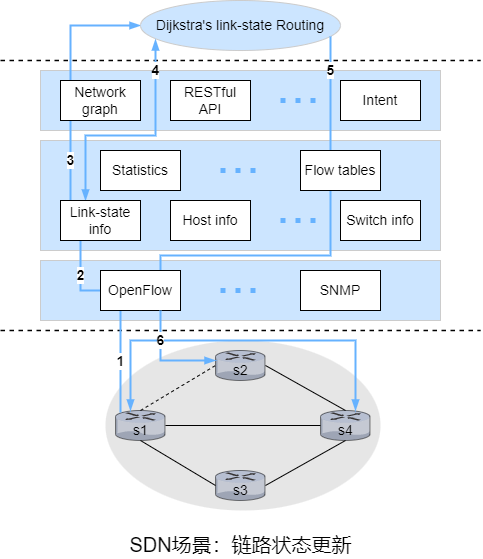 Dijkstra's link-state Routing
4
5
Network
graph
RESTful
API
Intent
3
Statistics
Flow tables
Link-state
info
Host info
Switch info
2
OpenFlow
SNMP
1
6
s2
s1
s4
s3
SDN场景：链路状态更新